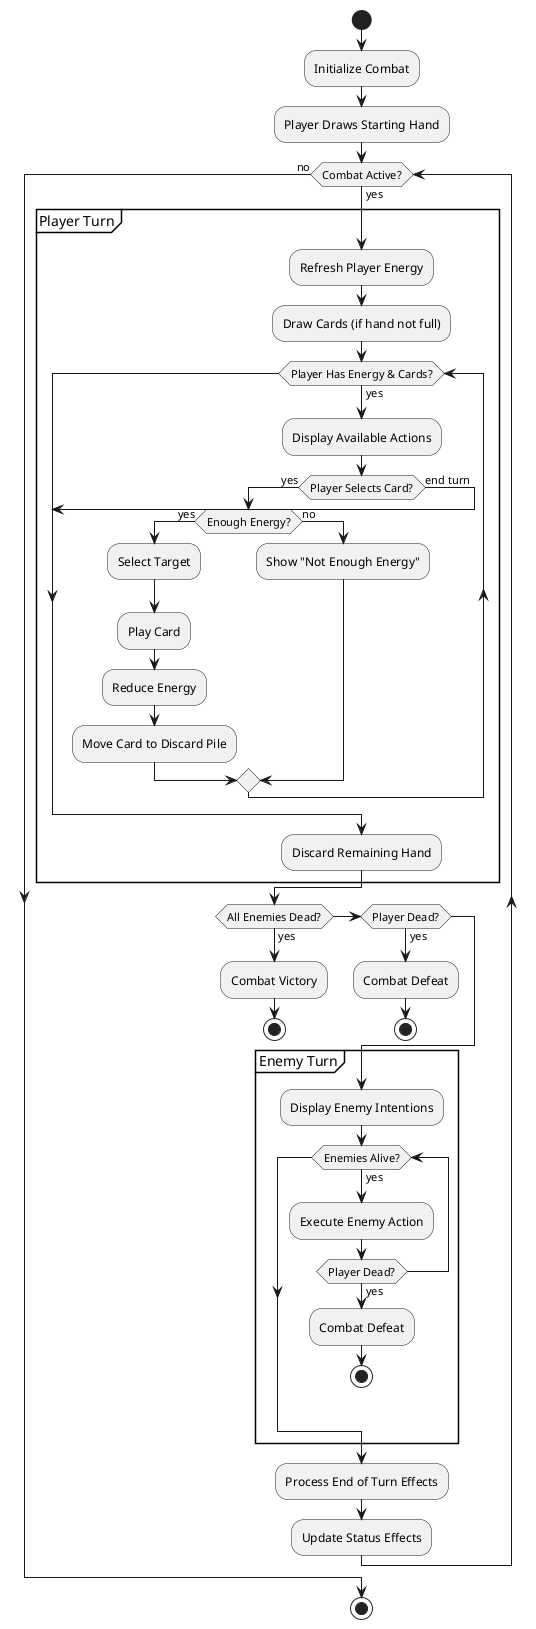 Initialize Combat
Player Draws Starting Hand
no
Combat Active?
yes
Player Turn
Refresh Player Energy
Draw Cards (if hand not full)
Player Has Energy & Cards?
yes
Display Available Actions
yes
Player Selects Card?
end turn
yes
Enough Energy?
no
Select Target
Show "Not Enough Energy"
Play Card
Reduce Energy
Move Card to Discard Pile
Discard Remaining Hand
All Enemies Dead?
Player Dead?
yes
yes
Combat Victory
Combat Defeat
Enemy Turn
Display Enemy Intentions
Enemies Alive?
yes
Execute Enemy Action
Player Dead?
yes
Combat Defeat
Process End of Turn Effects
Update Status Effects